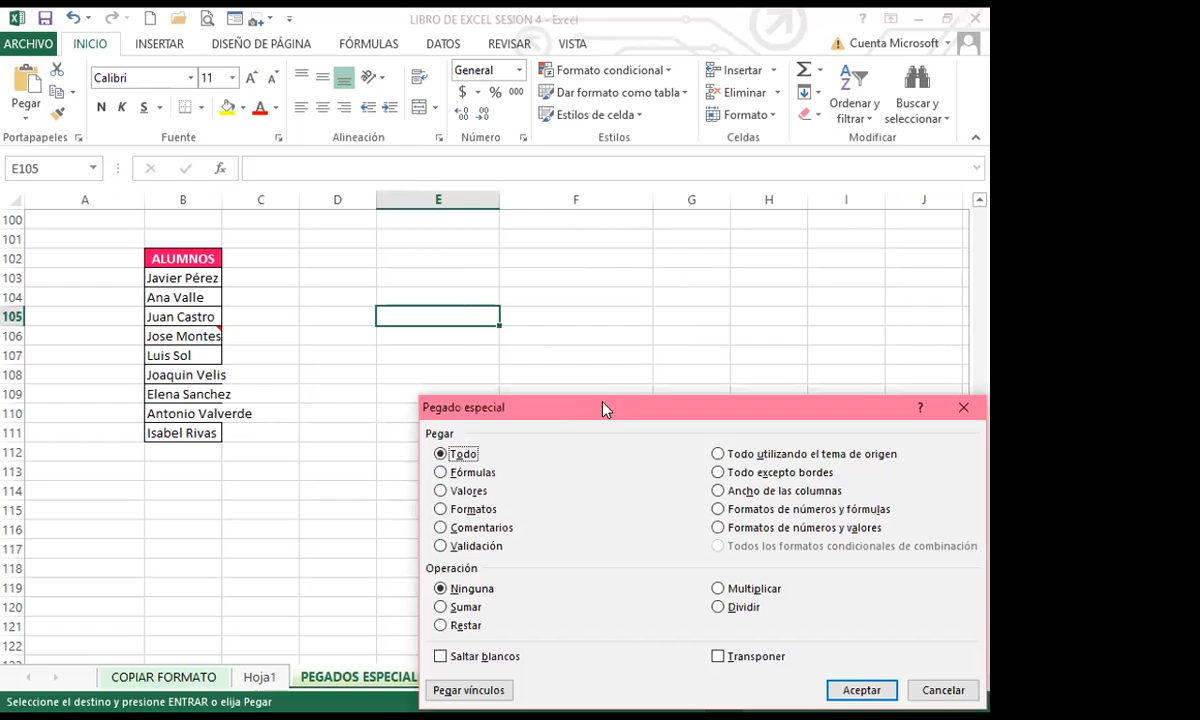 LIBRO DE EXCEL SESION 4 - Excel
ARCHIVO INICIO INSERTAR DISEÑO DE PÁGINA FÓRMULAS DATOS REVISAR VISTA Cuenta Microsoft
Calibri 11 General Formato condicional Insertar
Pegar N K S $ % 000 Dar formato como tabla Eliminar Ordenar y filtrar Buscar y seleccionar
Estilos de celda Formato
Portapapeles Fuente Alineación Número Estilos Celdas Modificar
E105 fx
A B C D E F G H I J
100
101
102 ALUMNOS
103 Javier Pérez
104 Ana Valle
105 Juan Castro
106 Jose Montes
107 Luis Sol
108 Joaquin Velis
109 Elena Sanchez
110 Antonio Valverde
111 Isabel Rivas
112
113
114
115
116
117
118
119
120
121
122
Pegado especial ?
Pegar
Todo Todo utilizando el tema de origen
Fórmulas Todo excepto bordes
Valores Ancho de las columnas
Formatos Formatos de números y fórmulas
Comentarios Formatos de números y valores
Validación Todos los formatos condicionales de combinación
Operación
Ninguna Multiplicar
Sumar Dividir
Restar
Saltar blancos Transponer
Pegar vínculos Aceptar Cancelar
COPIAR FORMATO Hoja1 PEGADOS ESPECIAL
Seleccione el destino y presione ENTRAR o elija Pegar